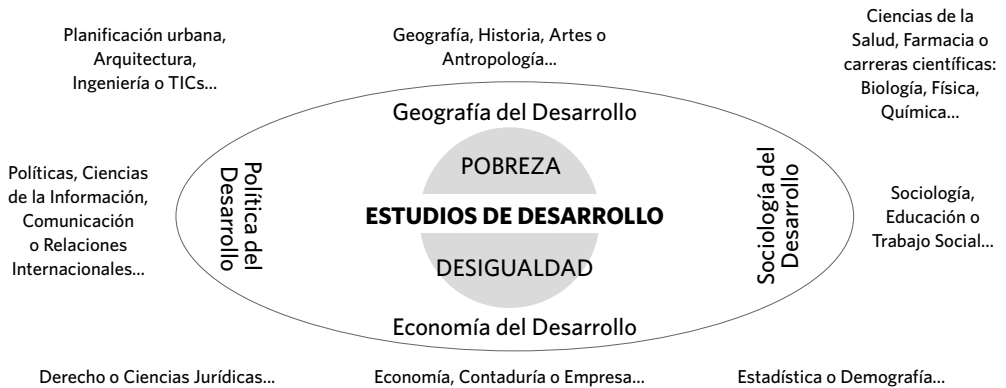 Planificación urbana,
Arquitectura,
Ingeniería o TICs...
Geografía, Historia, Artes o
Antropología...
Ciencias de la
Salud, Farmacia o
carreras científicas:
Biología, Física,
Química...
Geografía del Desarrollo
Políticas, Ciencias
de la Información,
Comunicación
o Relaciones
Internacionales...
Política del
Desarrollo
POBREZA
ESTUDIOS DE DESARROLLO
DESIGUALDAD
Sociología del
Desarrollo
Sociología,
Educación o
Trabajo Social...
Economía del Desarrollo
Derecho o Ciencias Jurídicas...
Economía, Contaduría o Empresa...
Estadística o Demografía...